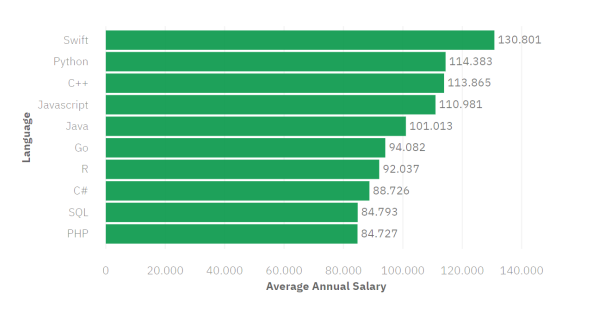 Swift 130.801
Python 114.383
C++ 113.865
Javascript 110.981
Java 101.013
Go 94.082
R 92.037
C# 88.726
SQL 84.793
PHP 84.727
Language
0 20.000 40.000 60.000 80.000 100.000 120.000 140.000
Average Annual Salary